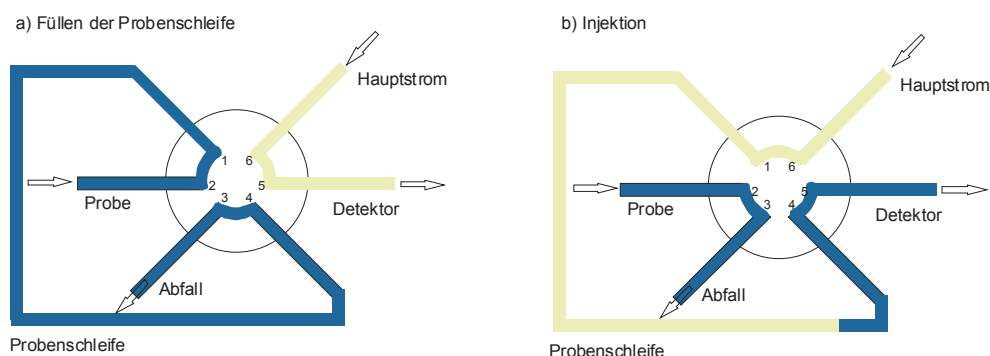 a) Füllen der Probenschleife
Hauptstrom
1
6
2
5
3
4
Probe
Detektor
Abfall
Probenschleife
b) Injektion
Hauptstrom
1
6
2
5
3
4
Probe
Detektor
Abfall
Probenschleife